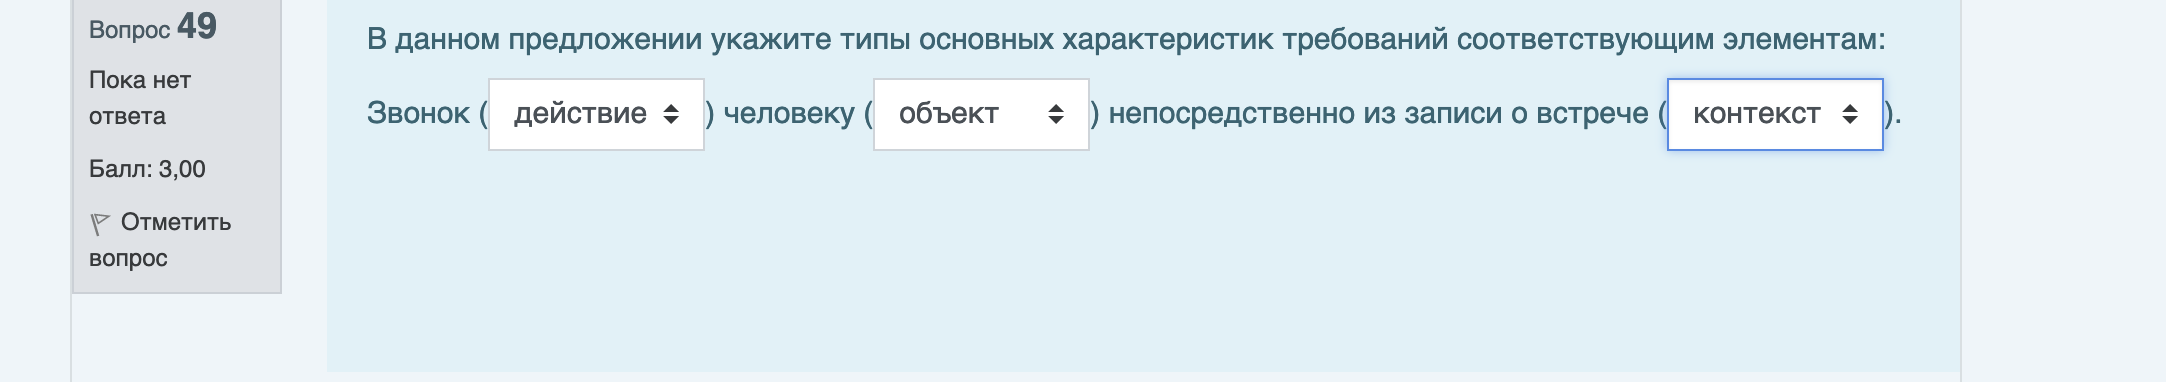 Вопрос 49
Пока нет
ответа
Балл: 3,00
Отметить
вопрос
В данном предложении укажите типы основных характеристик требований соответствующим элементам:
Звонок ( действие ) человеку ( объект ) непосредственно из записи о встрече ( контекст ).